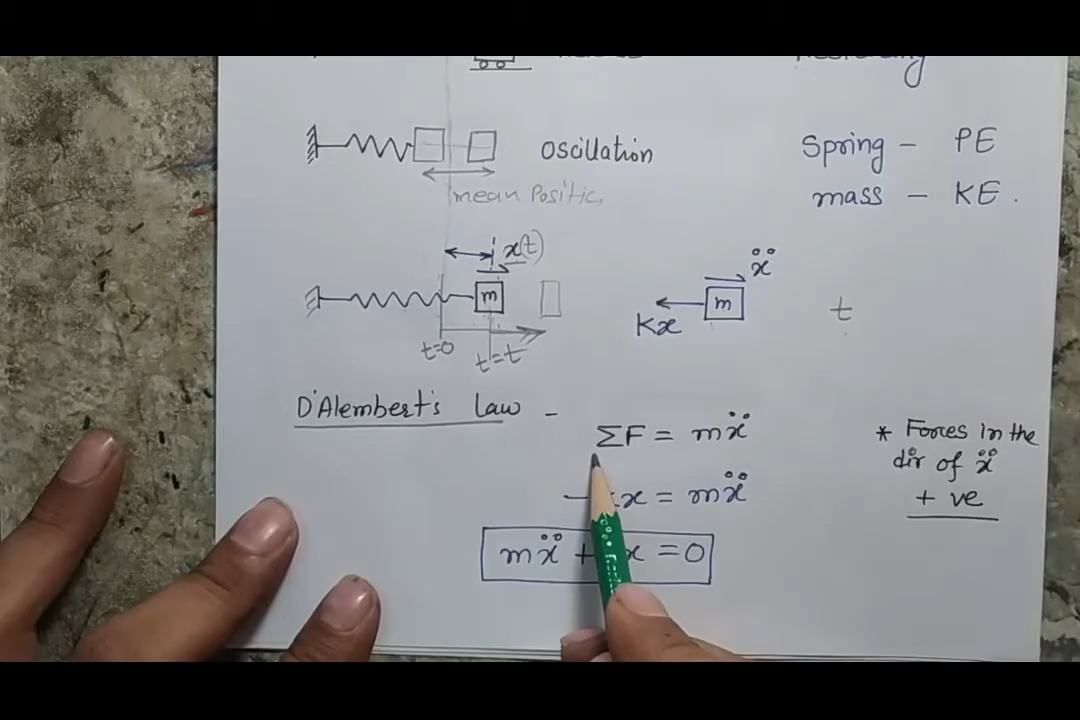 oscillation
Spring - PE
mean Positic,
mass - KE.
x(t)
ẍ
m
m
Kx
t
t=0
t=t
D'Alembert's Law -
ΣF = mẍ
* Forces in the
dir of ẍ
+ ve
x = mẍ
mẍ + x = 0